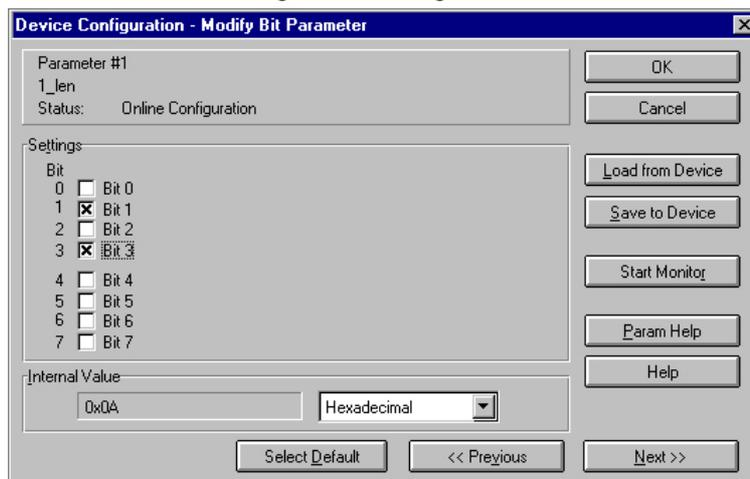 Device Configuration - Modify Bit Parameter
Parameter #1
1_len
Status: Online Configuration
OK
Cancel
Settings
Bit
0 Bit 0
1 Bit 1
2 Bit 2
3 Bit 3
4 Bit 4
5 Bit 5
6 Bit 6
7 Bit 7
Load from Device
Save to Device
Start Monitor
Param Help
Help
Internal Value
0x0A Hexadecimal
Select Default << Previous Next >>